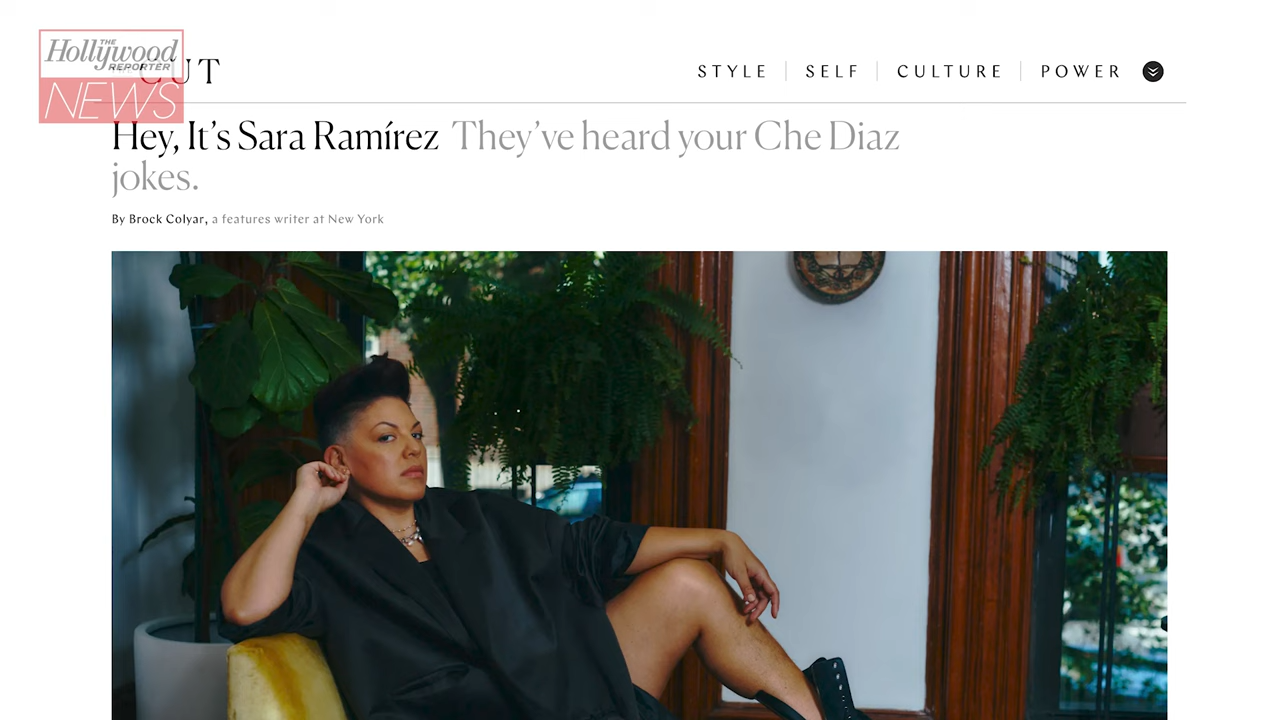 THE
Hollywood
REPORTER
NEWS
CUT
STYLE
SELF
CULTURE
POWER
Hey, It's Sara Ramírez They've heard your Che Diaz
jokes.
By Brock Colyar, a features writer at New York